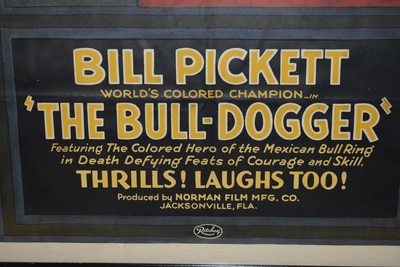 BILL PICKETT
WORLD'S COLORED CHAMPION...IN
"THE BULL-DOGGER"
Featuring The Colored Hero of the Mexican Bull Ring
in Death Defying Feats of Courage and Skill.
THRILLS! LAUGHS TOO!
Produced by NORMAN FILM MFG. CO.
JACKSONVILLE, FLA.
Ritchey